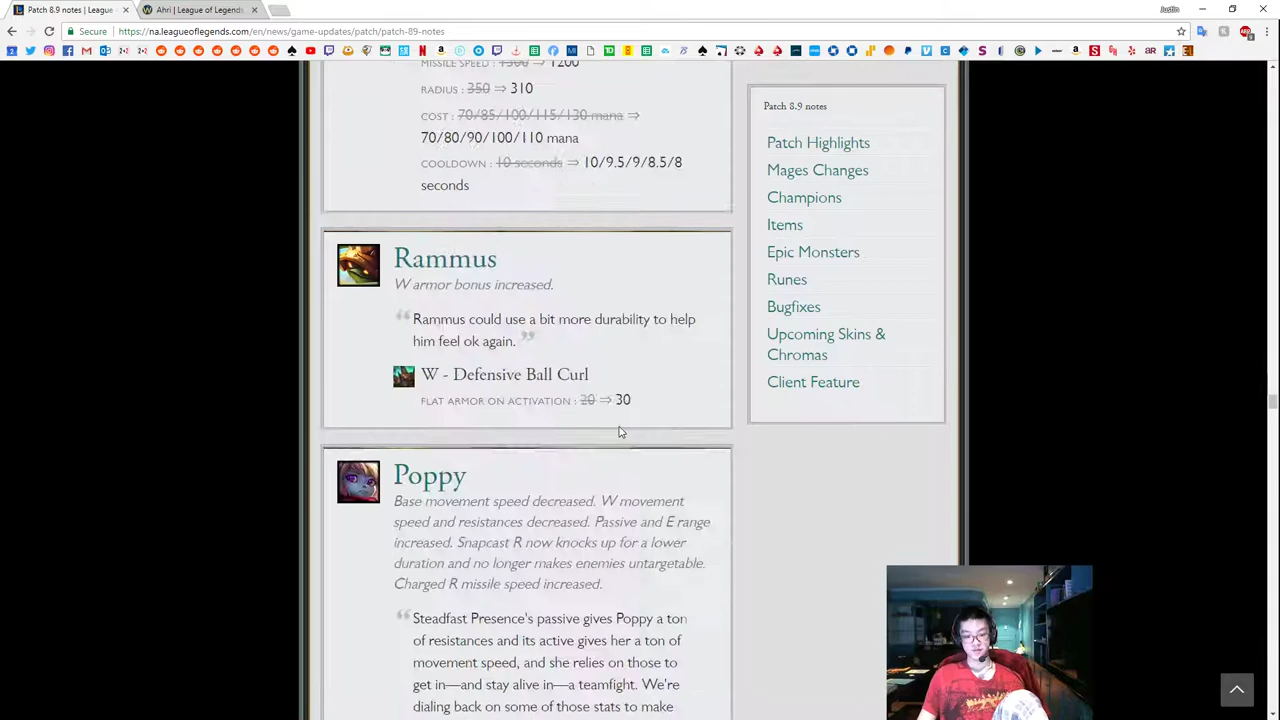 Patch 8.9 notes | League
Ahri | League of Legends
Justin
Secure
https://na.leagueoflegends.com/en/news/game-updates/patch/patch-89-notes
MISSILE SPEED : 1300 ⇒ 1200
RADIUS : 350 ⇒ 310
COST : 70/85/100/115/130 mana ⇒
70/80/90/100/110 mana
COOLDOWN : 10 seconds ⇒ 10/9.5/9/8.5/8
seconds
Rammus
W armor bonus increased.
“ Rammus could use a bit more durability to help
him feel ok again. ”
W - Defensive Ball Curl
FLAT ARMOR ON ACTIVATION : 20 ⇒ 30
Poppy
Base movement speed decreased. W movement
speed and resistances decreased. Passive and E range
increased. Snapcast R now knocks up for a lower
duration and no longer makes enemies untargetable.
Charged R missile speed increased.
“ Steadfast Presence's passive gives Poppy a ton
of resistances and its active gives her a ton of
movement speed, and she relies on those to
get in—and stay alive in—a teamfight. We're
dialing back on some of those stats to make
Patch 8.9 notes
Patch Highlights
Mages Changes
Champions
Items
Epic Monsters
Runes
Bugfixes
Upcoming Skins &
Chromas
Client Feature